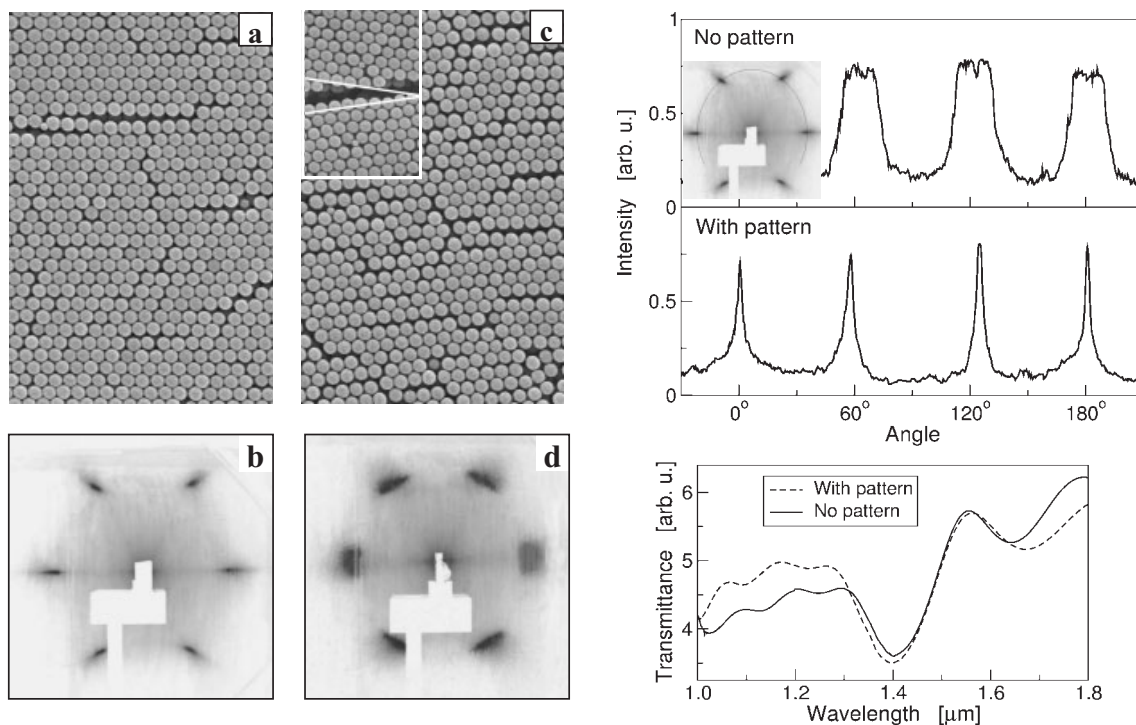 a
c
b
d
No pattern
With pattern
Intensity [arb. u.]
1
0.5
0
0.5
0
0° 60° 120° 180°
Angle
With pattern
No pattern
Transmittance [arb. u.]
6
5
4
1.0 1.2 1.4 1.6 1.8
Wavelength [μm]